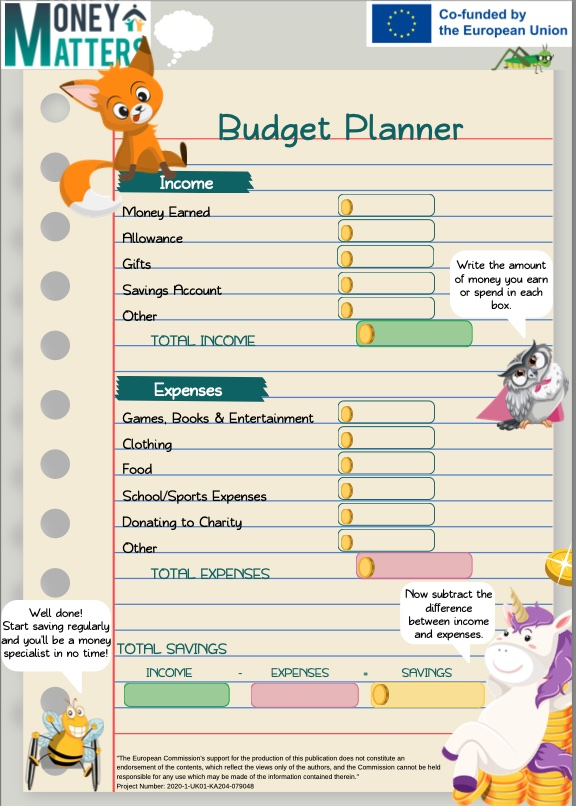 MONEY
MATTERS
Co-funded by
the European Union
Budget Planner
Income
Money Earned
Allowance
Gifts
Savings Account
Other
TOTAL INCOME
Write the amount
of money you earn
or spend in each
box.
Expenses
Games, Books & Entertainment
Clothing
Food
School/Sports Expenses
Donating to Charity
Other
TOTAL EXPENSES
Now subtract the
difference
between income
and expenses.
Well done!
Start saving regularly
and you'll be a money
specialist in no time!
TOTAL SAVINGS
INCOME - EXPENSES = SAVINGS
"The European Commission's support for the production of this publication does not constitute an
endorsement of the contents, which reflect the views only of the authors, and the Commission cannot be held
responsible for any use which may be made of the information contained therein."
Project Number: 2020-1-UK01-KA204-079048